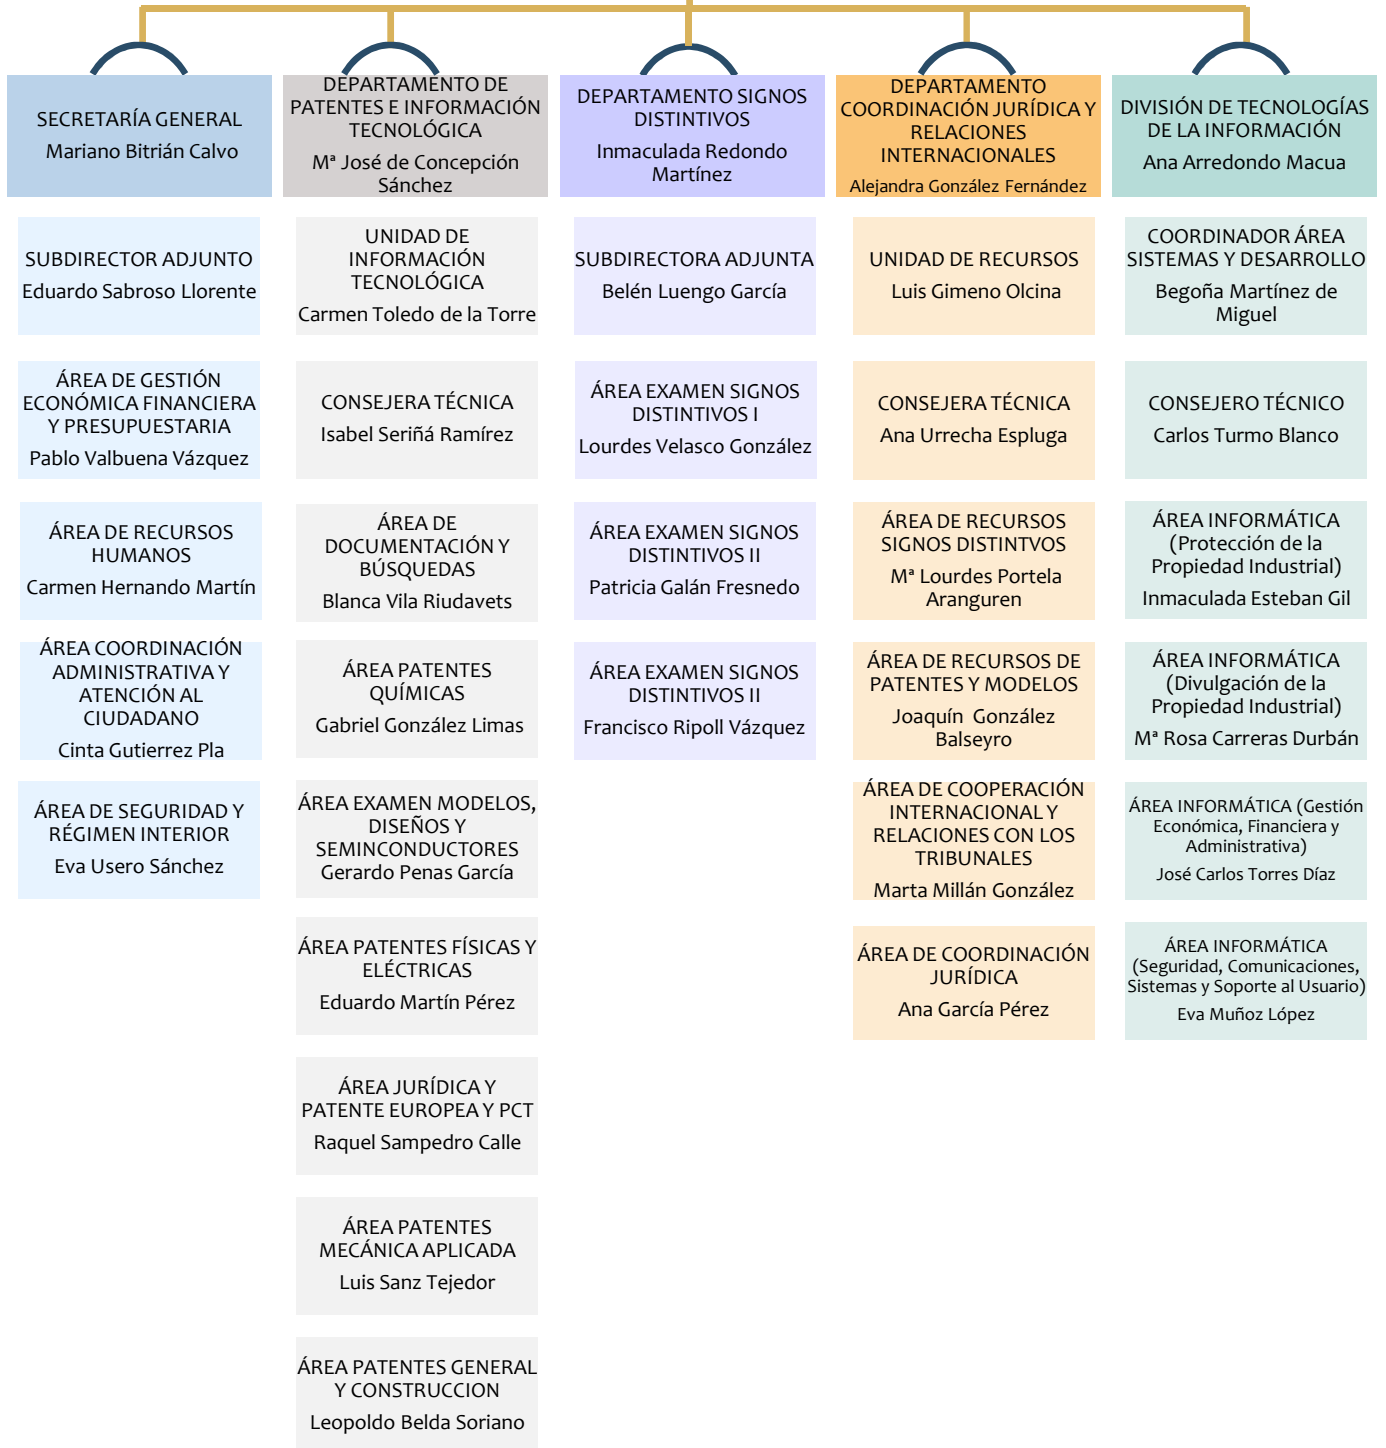 SECRETARÍA GENERAL
Mariano Bitrián Calvo
SUBDIRECTOR ADJUNTO
Eduardo Sabroso Llorente
ÁREA DE GESTIÓN
ECONÓMICA FINANCIERA
Y PRESUPUESTARIA
Pablo Valbuena Vázquez
ÁREA DE RECURSOS
HUMANOS
Carmen Hernando Martín
ÁREA COORDINACIÓN
ADMINISTRATIVA Y
ATENCIÓN AL
CIUDADANO
Cinta Gutierrez Pla
ÁREA DE SEGURIDAD Y
RÉGIMEN INTERIOR
Eva Usero Sánchez
DEPARTAMENTO DE
PATENTES E INFORMACIÓN
TECNOLÓGICA
Mª José de Concepción
Sánchez
UNIDAD DE
INFORMACIÓN
TECNOLÓGICA
Carmen Toledo de la Torre
CONSEJERA TÉCNICA
Isabel Seriñá Ramírez
ÁREA DE
DOCUMENTACIÓN Y
BÚSQUEDAS
Blanca Vila Riudavets
ÁREA PATENTES
QUÍMICAS
Gabriel González Limas
ÁREA EXAMEN MODELOS,
DISEÑOS Y
SEMINCONDUCTORES
Gerardo Penas García
ÁREA PATENTES FÍSICAS Y
ELÉCTRICAS
Eduardo Martín Pérez
ÁREA JURÍDICA Y
PATENTE EUROPEA Y PCT
Raquel Sampedro Calle
ÁREA PATENTES
MECÁNICA APLICADA
Luis Sanz Tejedor
ÁREA PATENTES GENERAL
Y CONSTRUCCION
Leopoldo Belda Soriano
DEPARTAMENTO SIGNOS
DISTINTIVOS
Inmaculada Redondo
Martínez
SUBDIRECTORA ADJUNTA
Belén Luengo García
ÁREA EXAMEN SIGNOS
DISTINTIVOS I
Lourdes Velasco González
ÁREA EXAMEN SIGNOS
DISTINTIVOS II
Patricia Galán Fresnedo
ÁREA EXAMEN SIGNOS
DISTINTIVOS II
Francisco Ripoll Vázquez
DEPARTAMENTO
COORDINACIÓN JURÍDICA Y
RELACIONES
INTERNACIONALES
Alejandra González Fernández
UNIDAD DE RECURSOS
Luis Gimeno Olcina
CONSEJERA TÉCNICA
Ana Urrecha Espluga
ÁREA DE RECURSOS
SIGNOS DISTINTVOS
Mª Lourdes Portela
Aranguren
ÁREA DE RECURSOS DE
PATENTES Y MODELOS
Joaquín González
Balseyro
ÁREA DE COOPERACIÓN
INTERNACIONAL Y
RELACIONES CON LOS
TRIBUNALES
Marta Millán González
ÁREA DE COORDINACIÓN
JURÍDICA
Ana García Pérez
DIVISIÓN DE TECNOLOGÍAS
DE LA INFORMACIÓN
Ana Arredondo Macua
COORDINADOR ÁREA
SISTEMAS Y DESARROLLO
Begoña Martínez de
Miguel
CONSEJERO TÉCNICO
Carlos Turmo Blanco
ÁREA INFORMÁTICA
(Protección de la
Propiedad Industrial)
Inmaculada Esteban Gil
ÁREA INFORMÁTICA
(Divulgación de la
Propiedad Industrial)
Mª Rosa Carreras Durbán
ÁREA INFORMÁTICA (Gestión
Económica, Financiera y
Administrativa)
José Carlos Torres Díaz
ÁREA INFORMÁTICA
(Seguridad, Comunicaciones,
Sistemas y Soporte al Usuario)
Eva Muñoz López